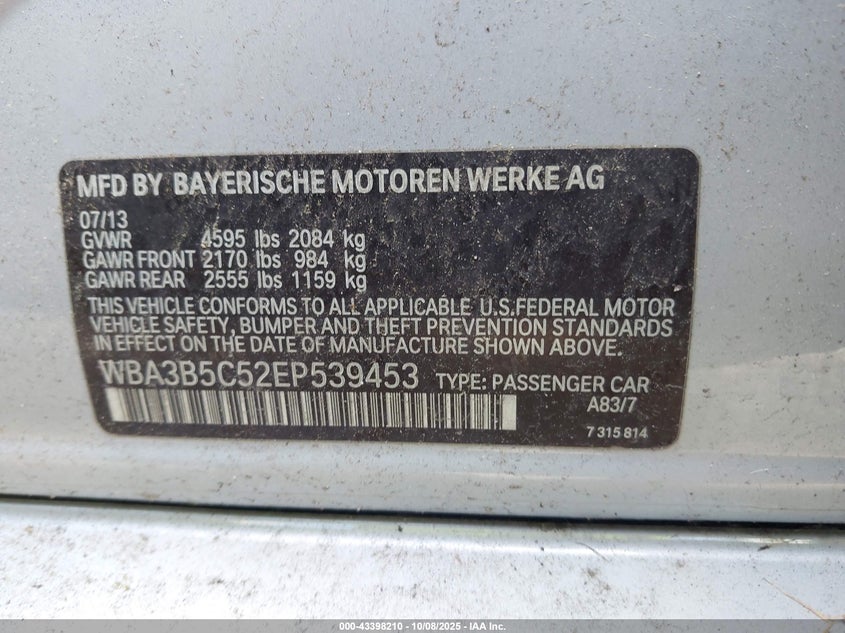 MFD BY BAYERISCHE MOTOREN WERKE AG
07/13
GVWR 4595 lbs 2084 kg
GAWR FRONT 2170 lbs 984 kg
GAWR REAR 2555 lbs 1159 kg
THIS VEHICLE CONFORMS TO ALL APPLICABLE U.S.FEDERAL MOTOR
VEHICLE SAFETY, BUMPER AND THEFT PREVENTION STANDARDS
IN EFFECT ON THE DATE OF MANUFACTURE SHOWN ABOVE.
WBA3B5C52EP539453 TYPE: PASSENGER CAR
A83/7
7 315 814
000-43398210 - 10/08/2025 - IAA Inc.